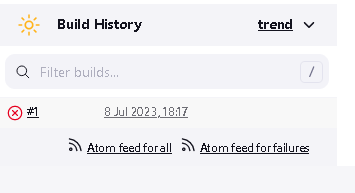 Build History trend
Filter builds... /
#1 8 Jul 2023, 18:17
Atom feed for all Atom feed for failures